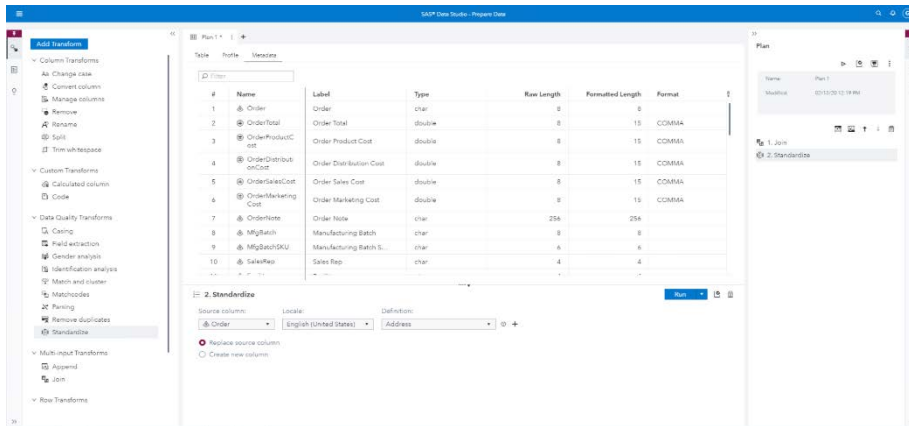 SAS® Data Studio - Prepare Data
Add Transform
Column Transforms
Aa Change case
Convert column
Manage columns
Remove
Rename
Split
Trim whitespace
Custom Transforms
Calculated column
Code
Data Quality Transforms
Casing
Field extraction
Gender analysis
Identification analysis
Match and cluster
Matchcodes
Parsing
Remove duplicates
Standardize
Multi-input Transforms
Append
Join
Row Transforms
Plan 1 *
Table Profile Metadata
Filter
# Name Label Type Raw Length Formatted Length Format
1 Order Order char 8 8
2 OrderTotal Order Total double 8 15 COMMA
3 OrderProductC
ost Order Product Cost double 8 15 COMMA
4 OrderDistributi
onCost Order Distribution Cost double 8 15 COMMA
5 OrderSalesCost Order Sales Cost double 8 15 COMMA
6 OrderMarketing
Cost Order Marketing Cost double 8 15 COMMA
7 OrderNote Order Note char 256 256
8 MfgBatch Manufacturing Batch char 8 8
9 MfgBatchSKU Manufacturing Batch S... char 6 6
10 SalesRep Sales Rep char 4 4
2. Standardize
Run
Source column: Locale: Definition:
Order English (United States) Address
Replace source column
Create new column
Plan
Name Plan 1
Modified
1. Join
2. Standardize